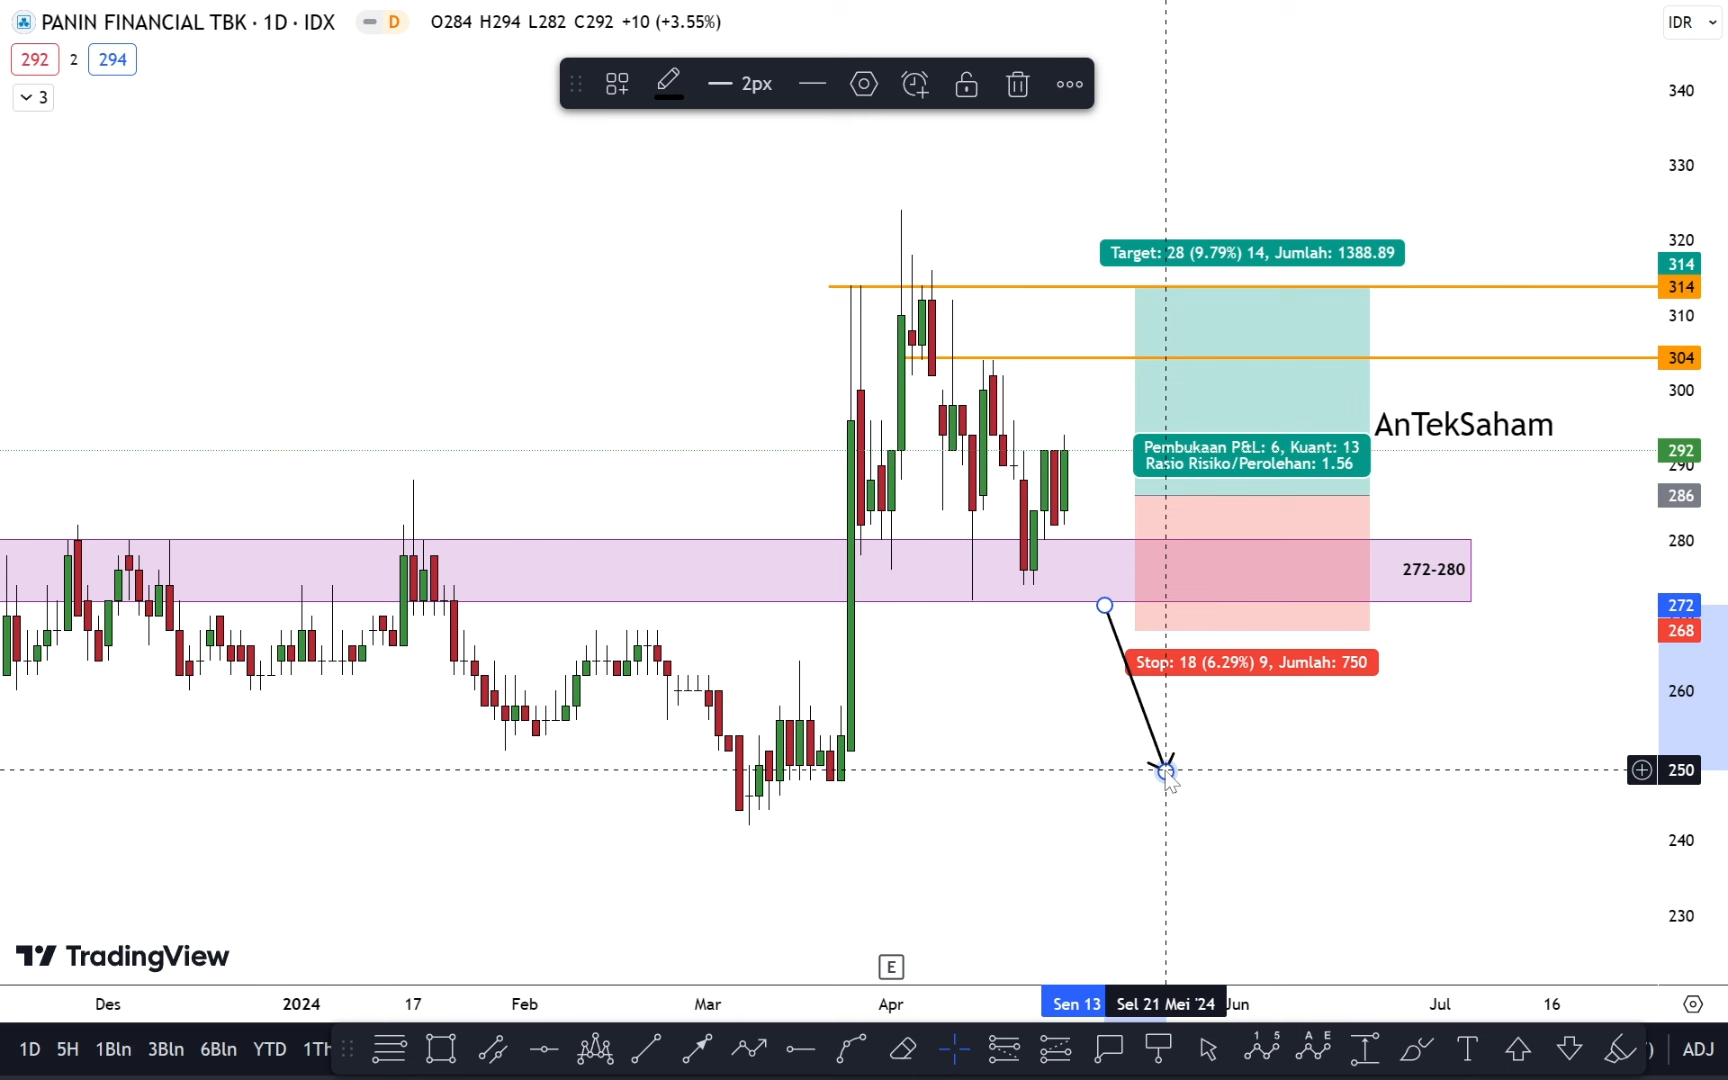 PANIN FINANCIAL TBK · 1D · IDX D O284 H294 L282 C292 +10 (+3.55%) IDR
292 2 294
2px
3
340
330
320
Target: 28 (9.79%) 14, Jumlah: 1388.89
314
314
310
304
300
AnTekSaham
Pembukaan P&L: 6, Kuant: 13
Rasio Risiko/Perolehan: 1.56
292
290
286
280
272-280
272
268
Stop: 18 (6.29%) 9, Jumlah: 750
260
250
240
230
TradingView
E
Des 2024 17 Feb Mar Apr Sen 13 Sel 21 Mei '24 Jun Jul 16
1D 5H 1Bln 3Bln 6Bln YTD 1Th ADJ